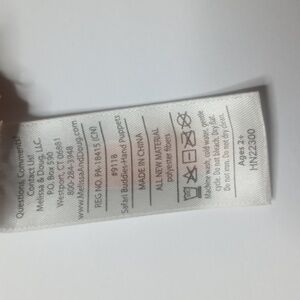 Questions, Comments?
Contact Us!
Melissa & Doug, LLC
P.O. Box 590
Westport, CT 06881
800-284-3948
www.MelissaAndDoug.com
REG NO. PA-18415 (CN)
#9118
Safari Buddies-Hand Puppets
MADE IN CHINA
ALL NEW MATERIAL
polyester fibers
Machine wash, cold water, gentle
cycle. Do not bleach. Dry flat.
Do not iron. Do not dry clean.
Ages 2+
HN22300